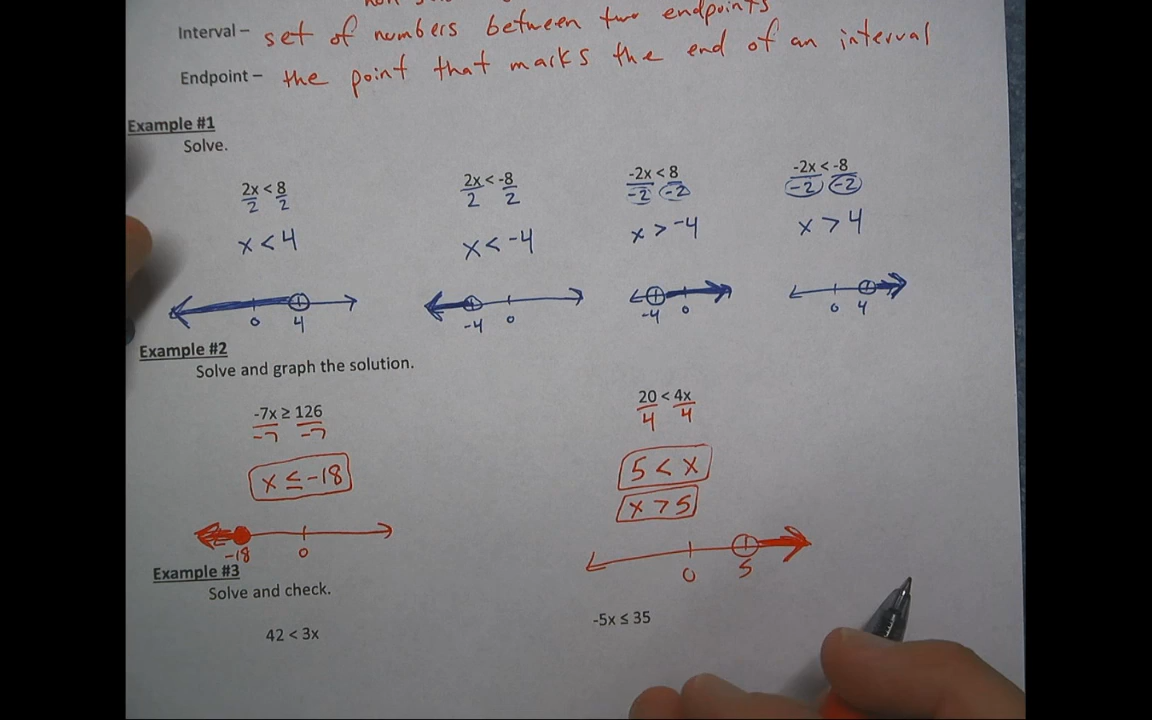 Interval – set of numbers between two endpoints
Endpoint – the point that marks the end of an interval
Example #1
Solve.
2x < 8
2 2
x < 4
0 4
2x < -8
2 2
x < -4
-4 0
-2x < 8
-2 -2
x > -4
-4 0
-2x < -8
-2 -2
x > 4
0 4
Example #2
Solve and graph the solution.
-7x ≥ 126
-7 -7
x ≤ -18
-18 0
20 < 4x
4 4
5 < x
x > 5
0 5
Example #3
Solve and check.
42 < 3x
-5x ≤ 35